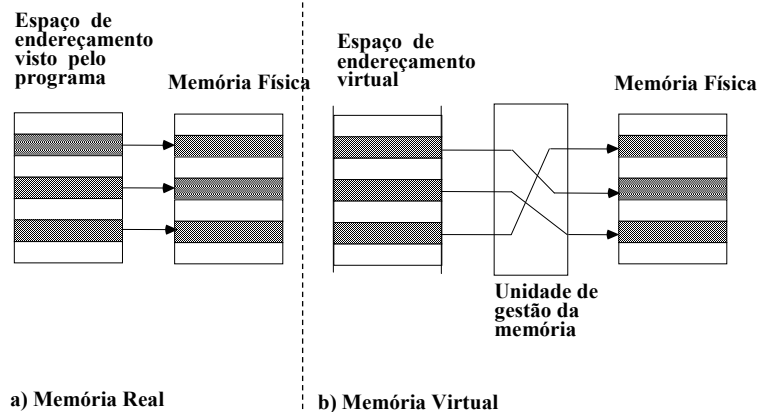 Espaço de
endereçamento
visto pelo
programa
Memória Física
a) Memória Real
Espaço de
endereçamento
virtual
Memória Física
Unidade de
gestão da
memória
b) Memória Virtual